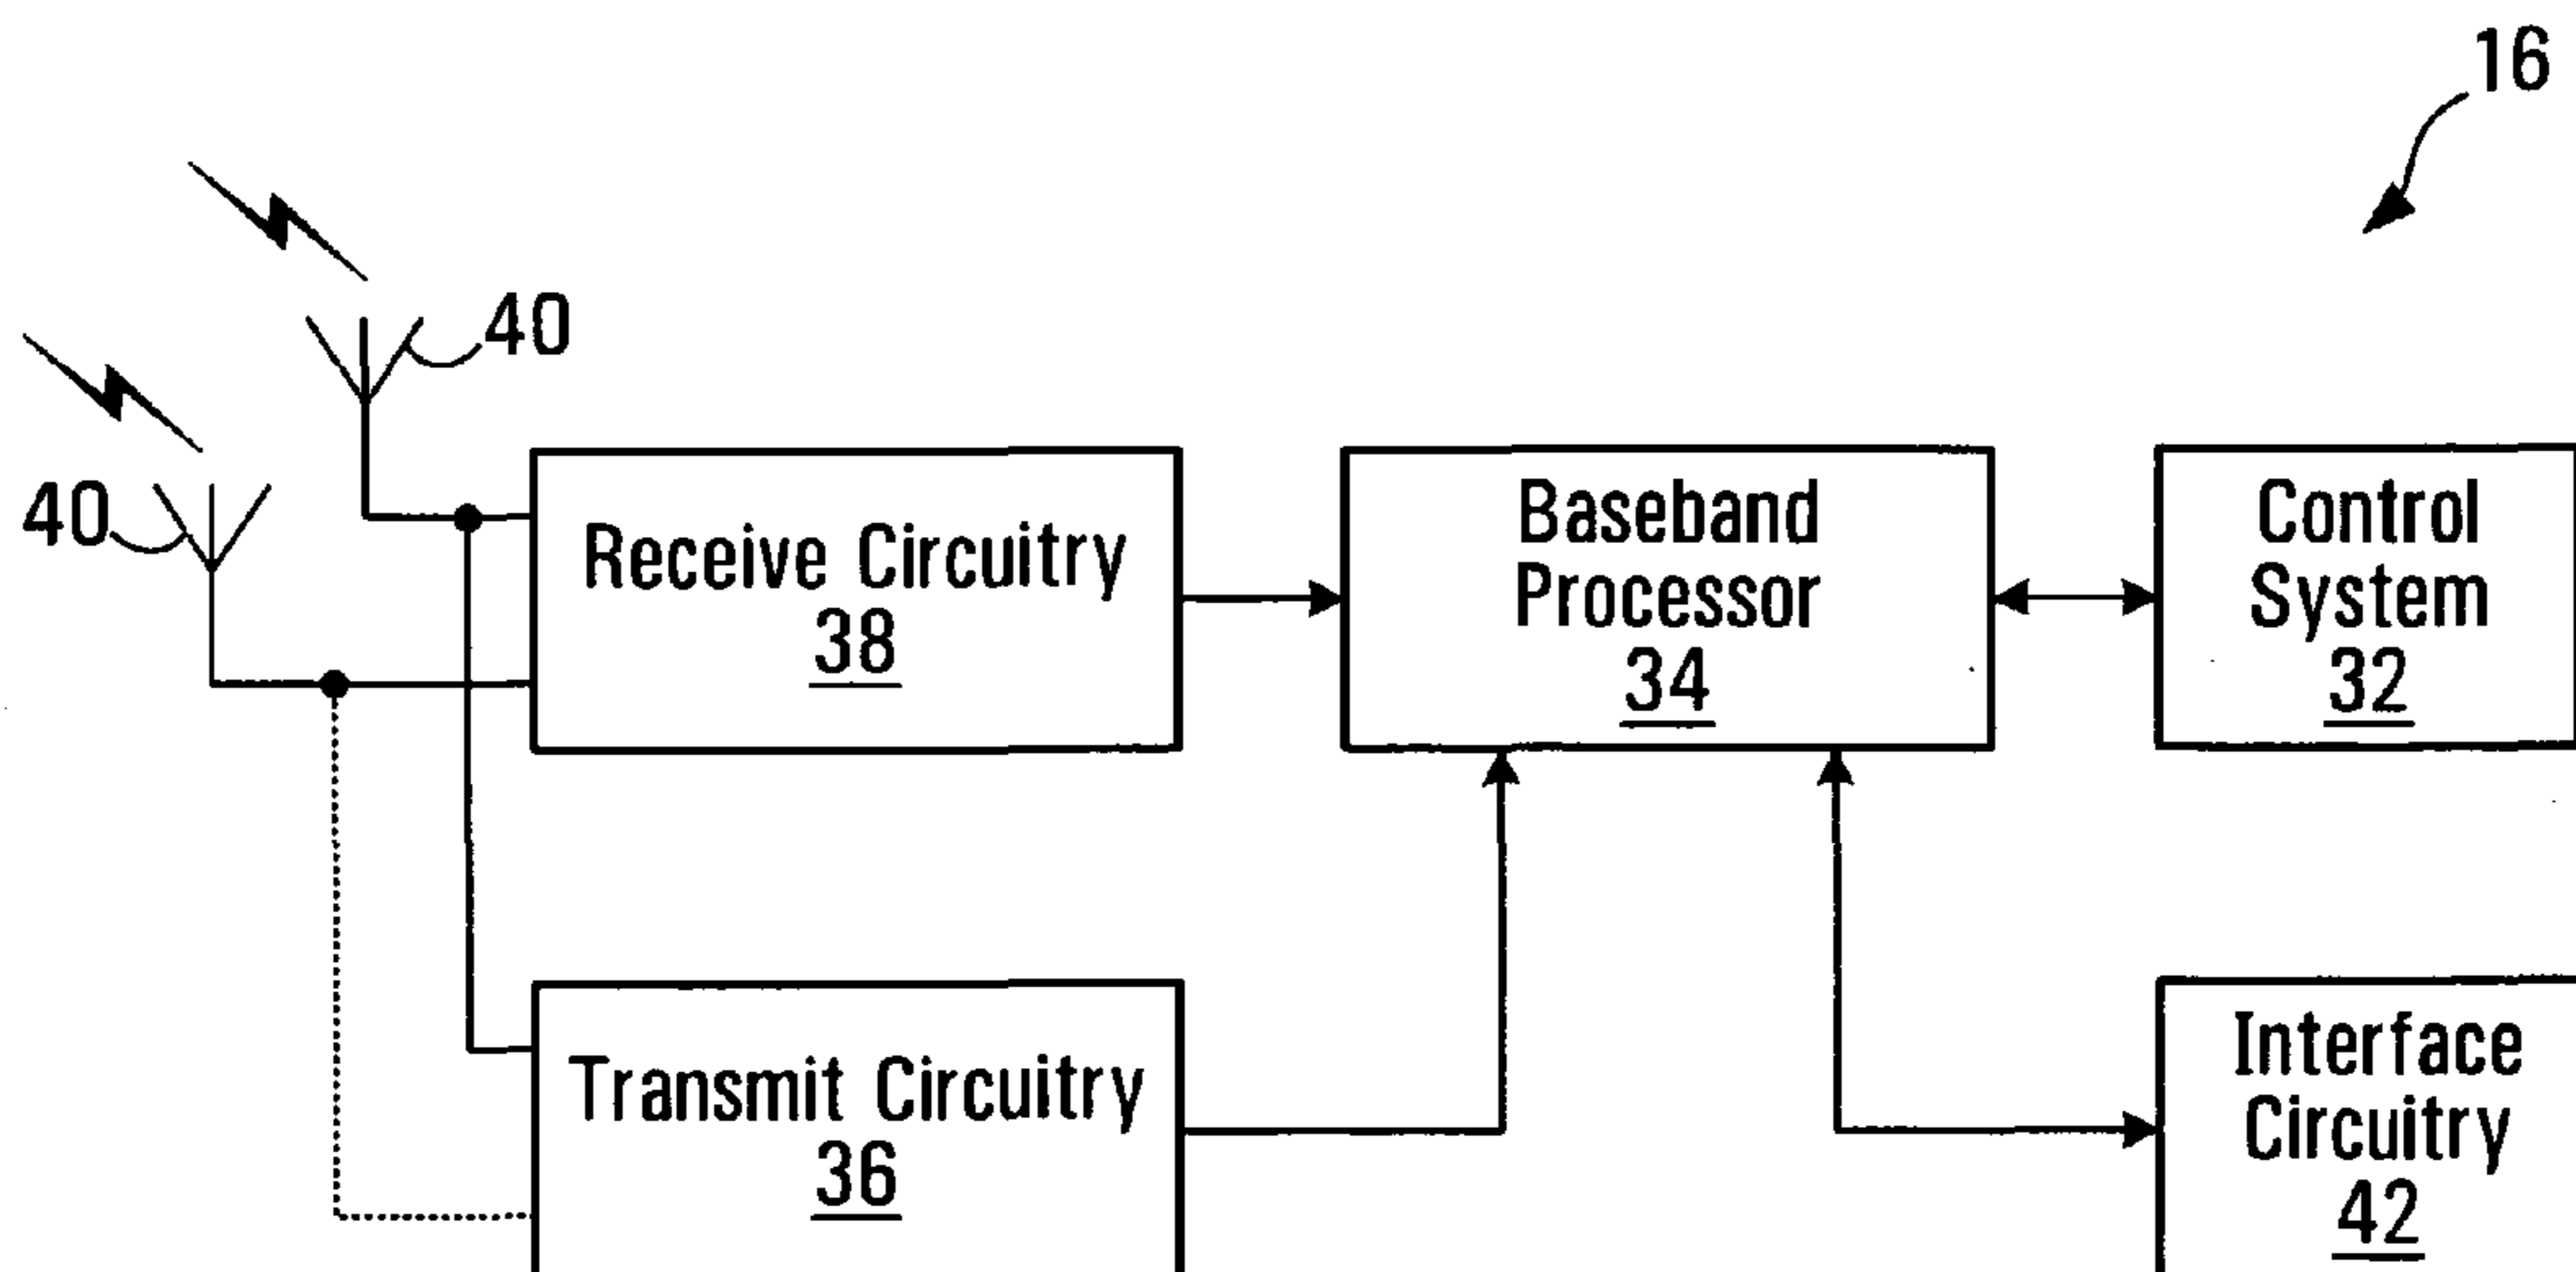 16
40
40
Receive Circuitry
38
Baseband
Processor
34
Control
System
32
Transmit Circuitry
36
Interface
Circuitry
42